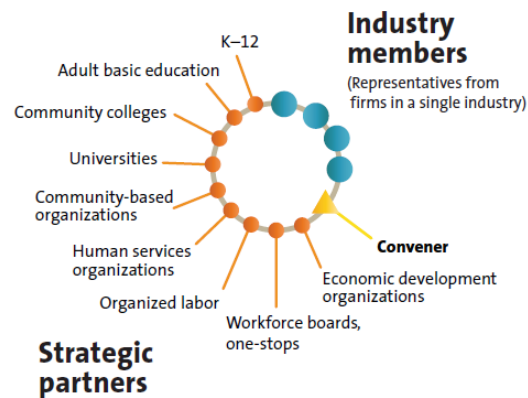 Industry
members
(Representatives from
firms in a single industry)
K–12
Adult basic education
Community colleges
Universities
Community-based
organizations
Human services
organizations
Organized labor
Workforce boards,
one-stops
Economic development
organizations
Convener
Strategic
partners